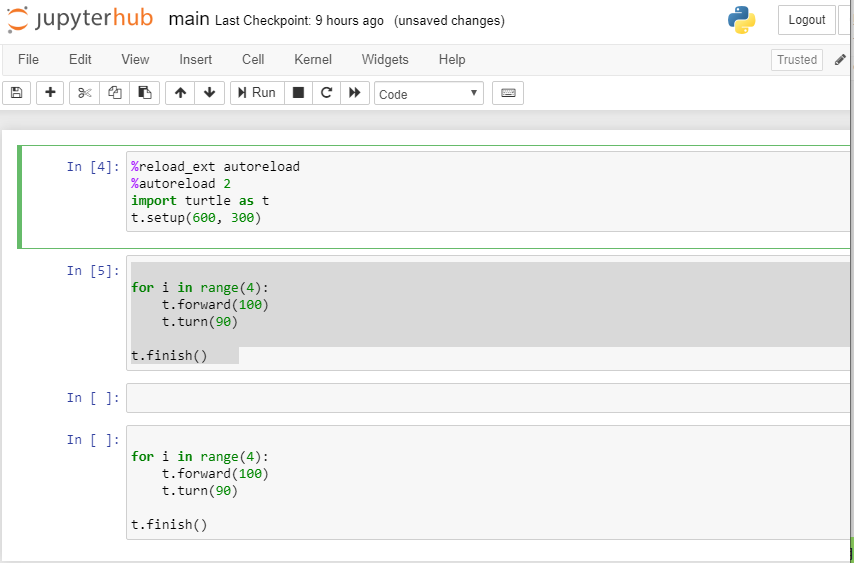 jupyterhub main Last Checkpoint: 9 hours ago (unsaved changes) Logout
File Edit View Insert Cell Kernel Widgets Help Trusted
Run Code
In [4]: %reload_ext autoreload
%autoreload 2
import turtle as t
t.setup(600, 300)
In [5]:
for i in range(4):
    t.forward(100)
    t.turn(90)
t.finish()
In [ ]:
In [ ]:
for i in range(4):
    t.forward(100)
    t.turn(90)
t.finish()